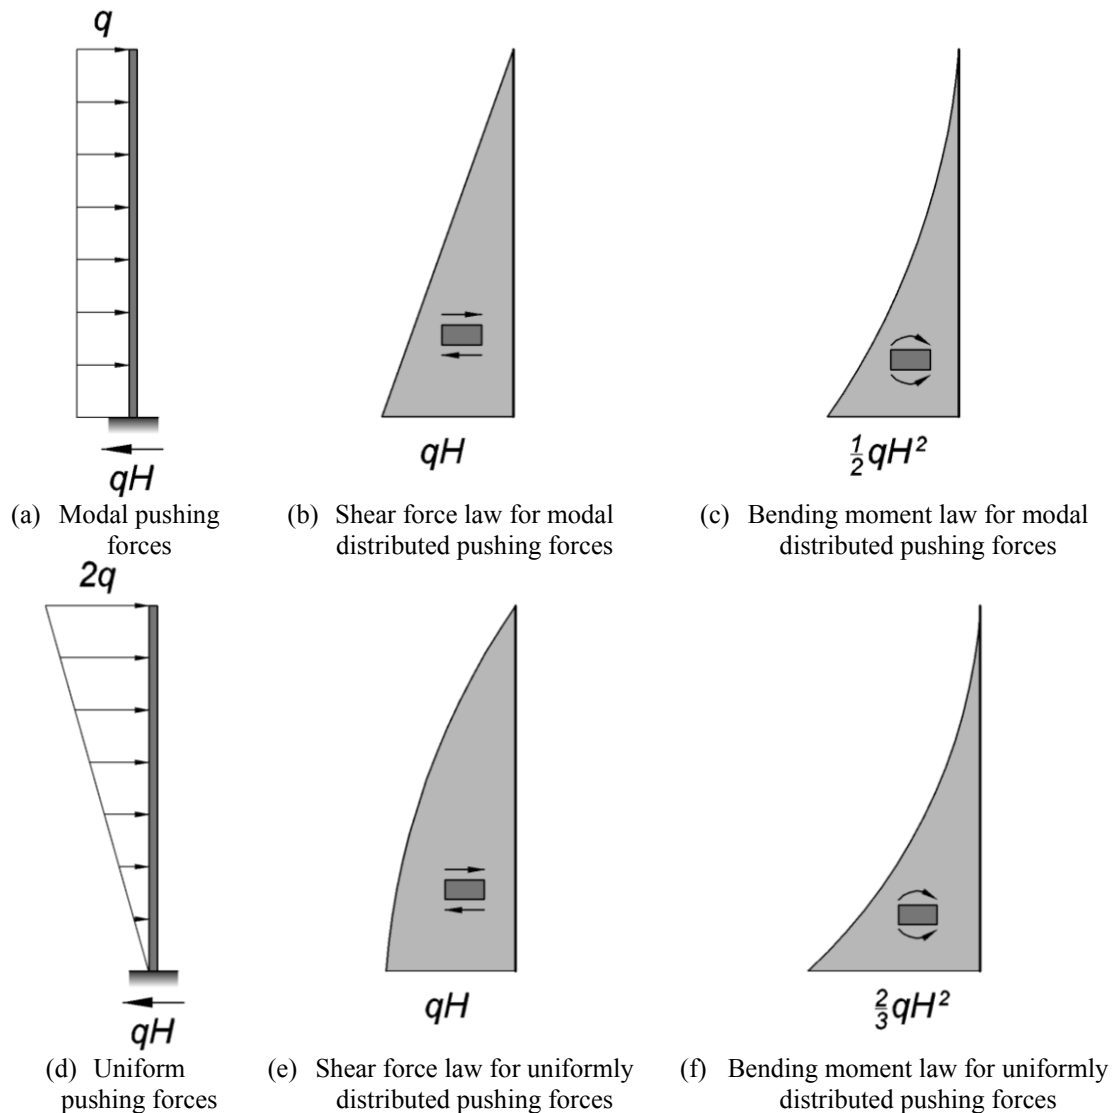 q
qH
qH
½qH²
(a) Modal pushing
forces
(b) Shear force law for modal
distributed pushing forces
(c) Bending moment law for modal
distributed pushing forces
2q
qH
qH
⅔qH²
(d) Uniform
pushing forces
(e) Shear force law for uniformly
distributed pushing forces
(f) Bending moment law for uniformly
distributed pushing forces